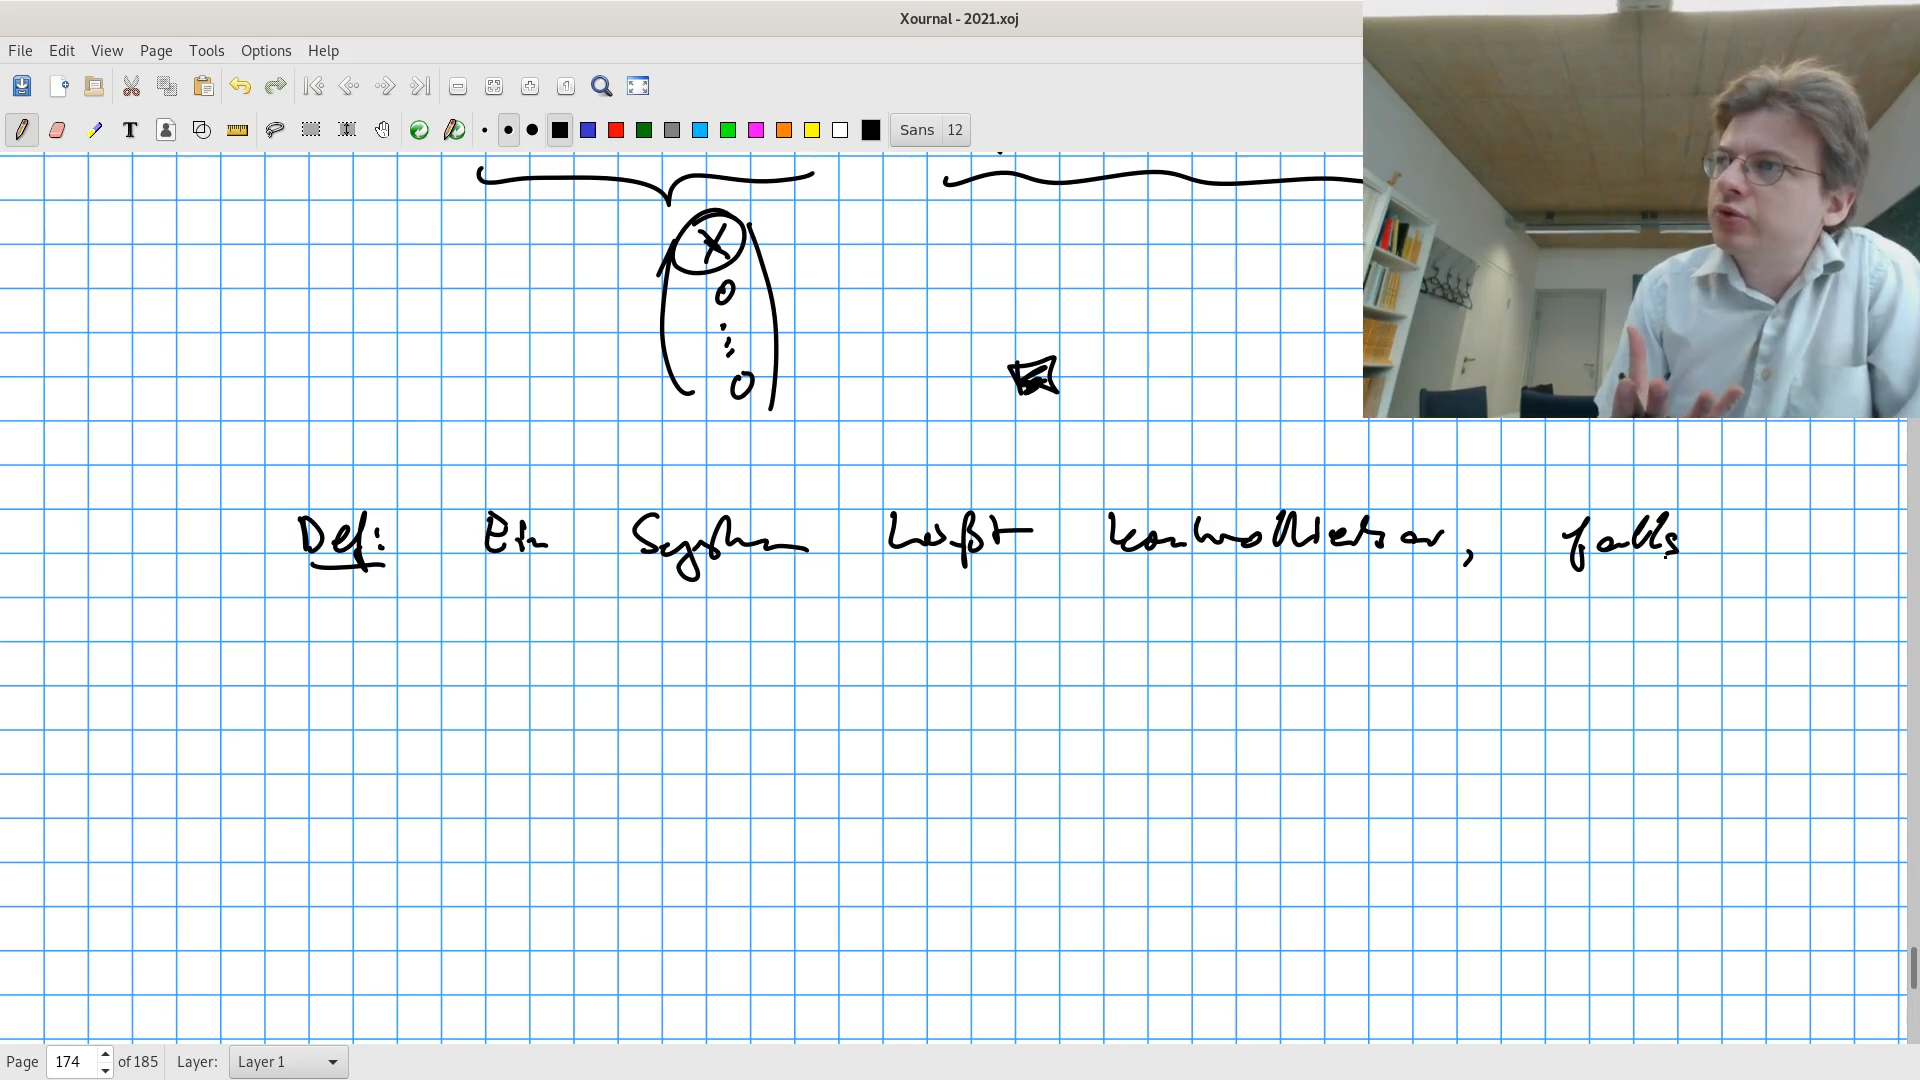 Xournal - 2021.xoj
File Edit View Page Tools Options Help
Sans 12
X
0
⋮
0
Def: Ein System heißt kontrollierbar, falls
Page 174 of 185 Layer: Layer 1